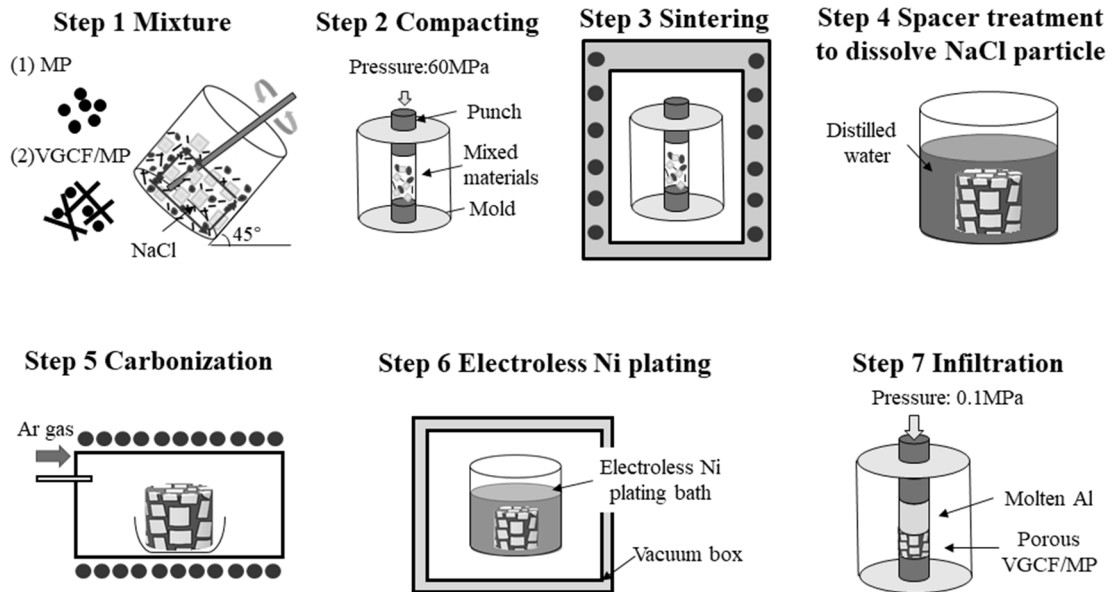 Step 1 Mixture
(1) MP
(2)VGCF/MP
NaCl
45°
Step 2 Compacting
Pressure:60MPa
Punch
Mixed
materials
Mold
Step 3 Sintering
Step 4 Spacer treatment
to dissolve NaCl particle
Distilled
water
Step 5 Carbonization
Ar gas
Step 6 Electroless Ni plating
Electroless Ni
plating bath
Vacuum box
Step 7 Infiltration
Pressure: 0.1MPa
Molten Al
Porous
VGCF/MP